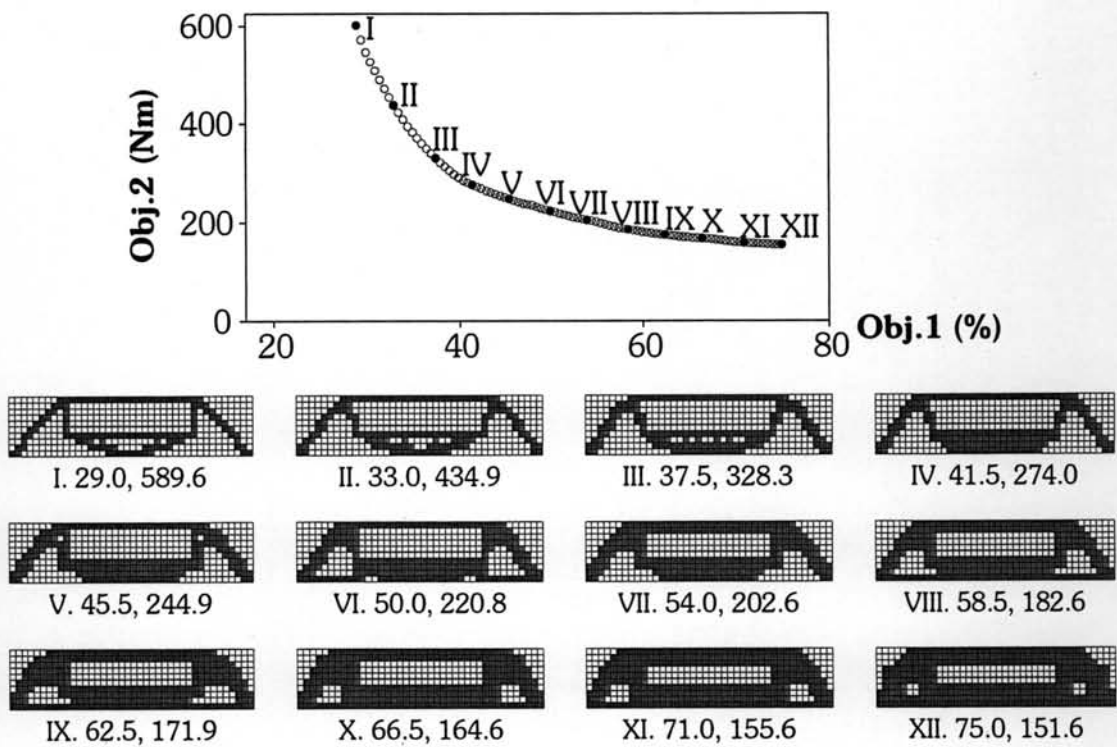 600
I
400
II
Obj.2 (Nm)
III
IV
V
VI
VII
VIII
IX
X
XI
XII
200
0
20
40
60
80
Obj.1 (%)
I. 29.0, 589.6
II. 33.0, 434.9
III. 37.5, 328.3
IV. 41.5, 274.0
V. 45.5, 244.9
VI. 50.0, 220.8
VII. 54.0, 202.6
VIII. 58.5, 182.6
IX. 62.5, 171.9
X. 66.5, 164.6
XI. 71.0, 155.6
XII. 75.0, 151.6